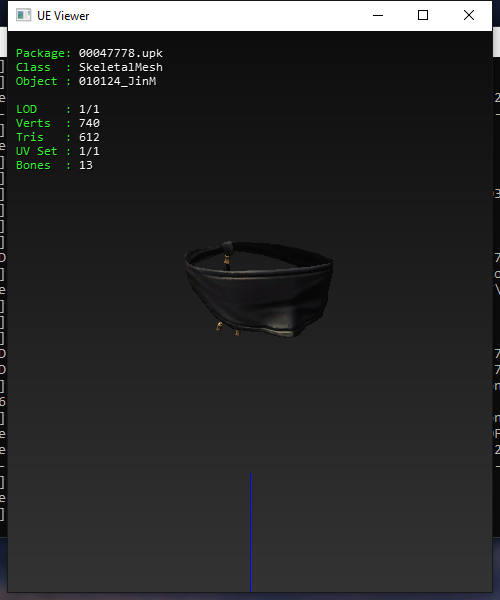 UE Viewer
Package: 00047778.upk
Class : SkeletalMesh
Object : 010124_JinM
LOD : 1/1
Verts : 740
Tris : 612
UV Set : 1/1
Bones : 13